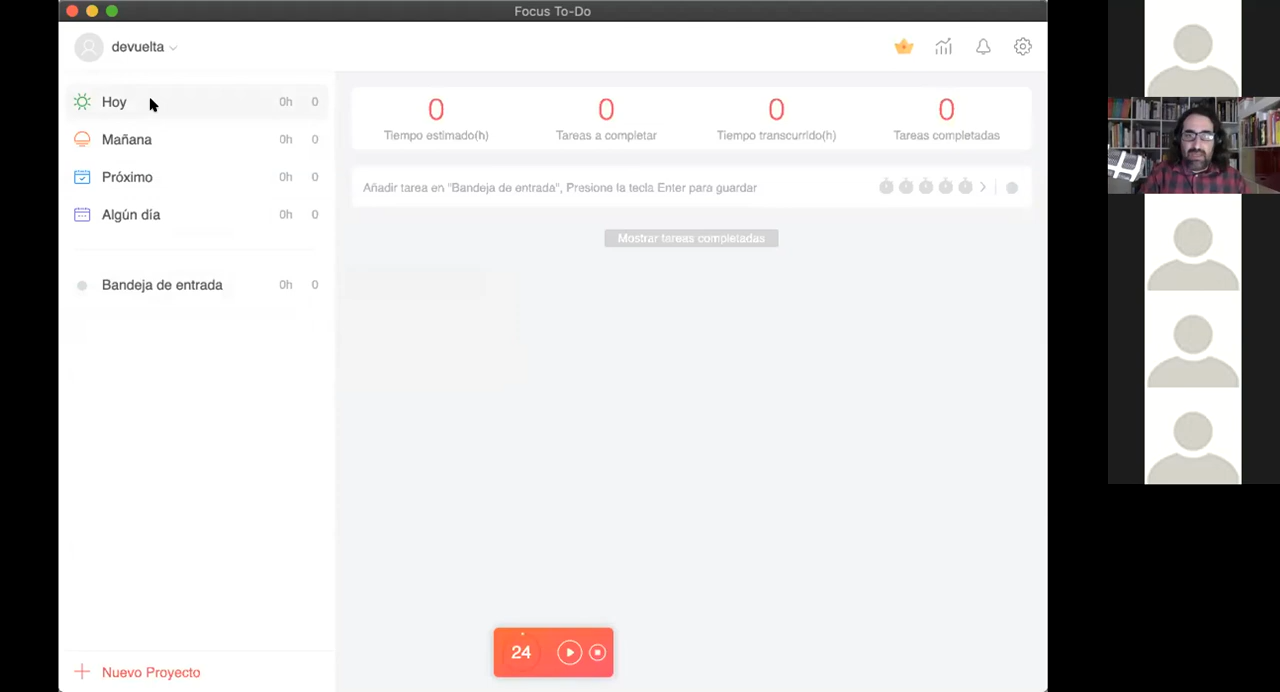 Focus To-Do
devuelta
Hoy 0h 0
Mañana 0h 0
Próximo 0h 0
Algún día 0h 0
Bandeja de entrada 0h 0
Nuevo Proyecto
0 0 0 0
Tiempo estimado(h) Tareas a completar Tiempo transcurrido(h) Tareas completadas
Añadir tarea en "Bandeja de entrada", Presione la tecla Enter para guardar
Mostrar tareas completadas
24